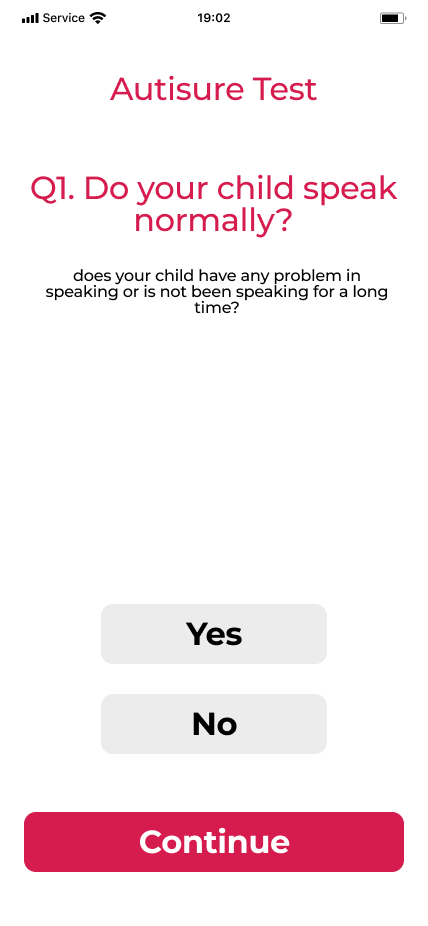 Service
19:02
Autisure Test
Q1. Do your child speak
normally?
does your child have any problem in
speaking or is not been speaking for a long
time?
Yes
No
Continue